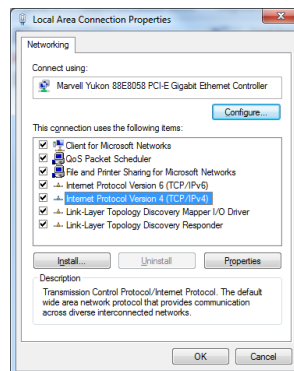 Local Area Connection Properties
Networking
Connect using:
Marvell Yukon 88E8058 PCI-E Gigabit Ethernet Controller
Configure...
This connection uses the following items:
Client for Microsoft Networks
QoS Packet Scheduler
File and Printer Sharing for Microsoft Networks
Internet Protocol Version 6 (TCP/IPv6)
Internet Protocol Version 4 (TCP/IPv4)
Link-Layer Topology Discovery Mapper I/O Driver
Link-Layer Topology Discovery Responder
Install... Uninstall Properties
Description
Transmission Control Protocol/Internet Protocol. The default
wide area network protocol that provides communication
across diverse interconnected networks.
OK Cancel